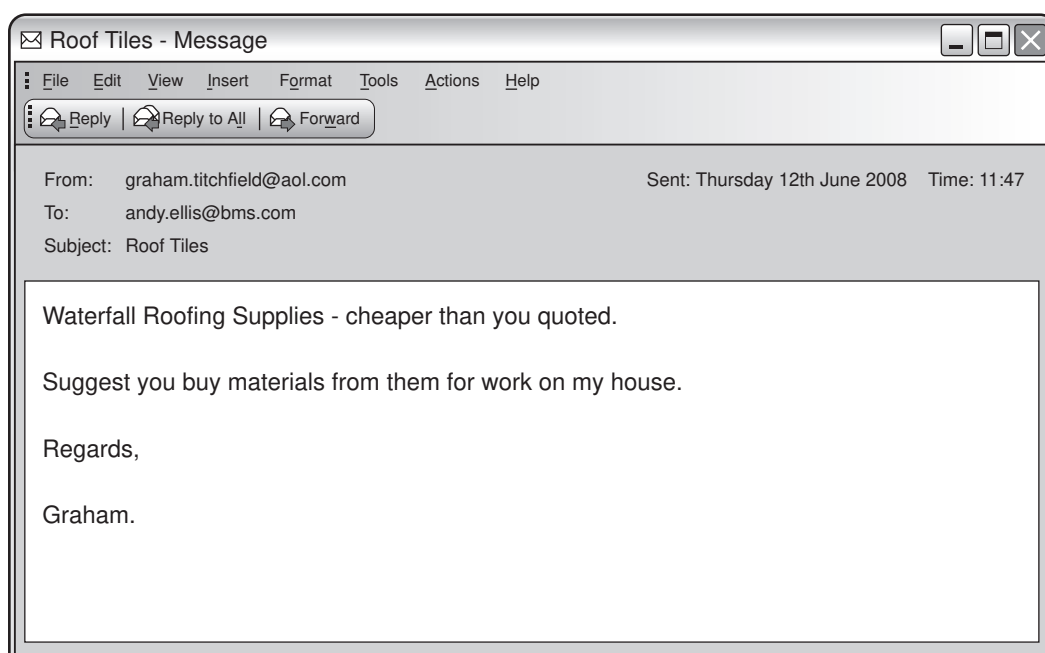 Roof Tiles - Message
File Edit View Insert Format Tools Actions Help
Reply Reply to All Forward
From: graham.titchfield@aol.com Sent: Thursday 12th June 2008 Time: 11:47
To: andy.ellis@bms.com
Subject: Roof Tiles
Waterfall Roofing Supplies - cheaper than you quoted.
Suggest you buy materials from them for work on my house.
Regards,
Graham.